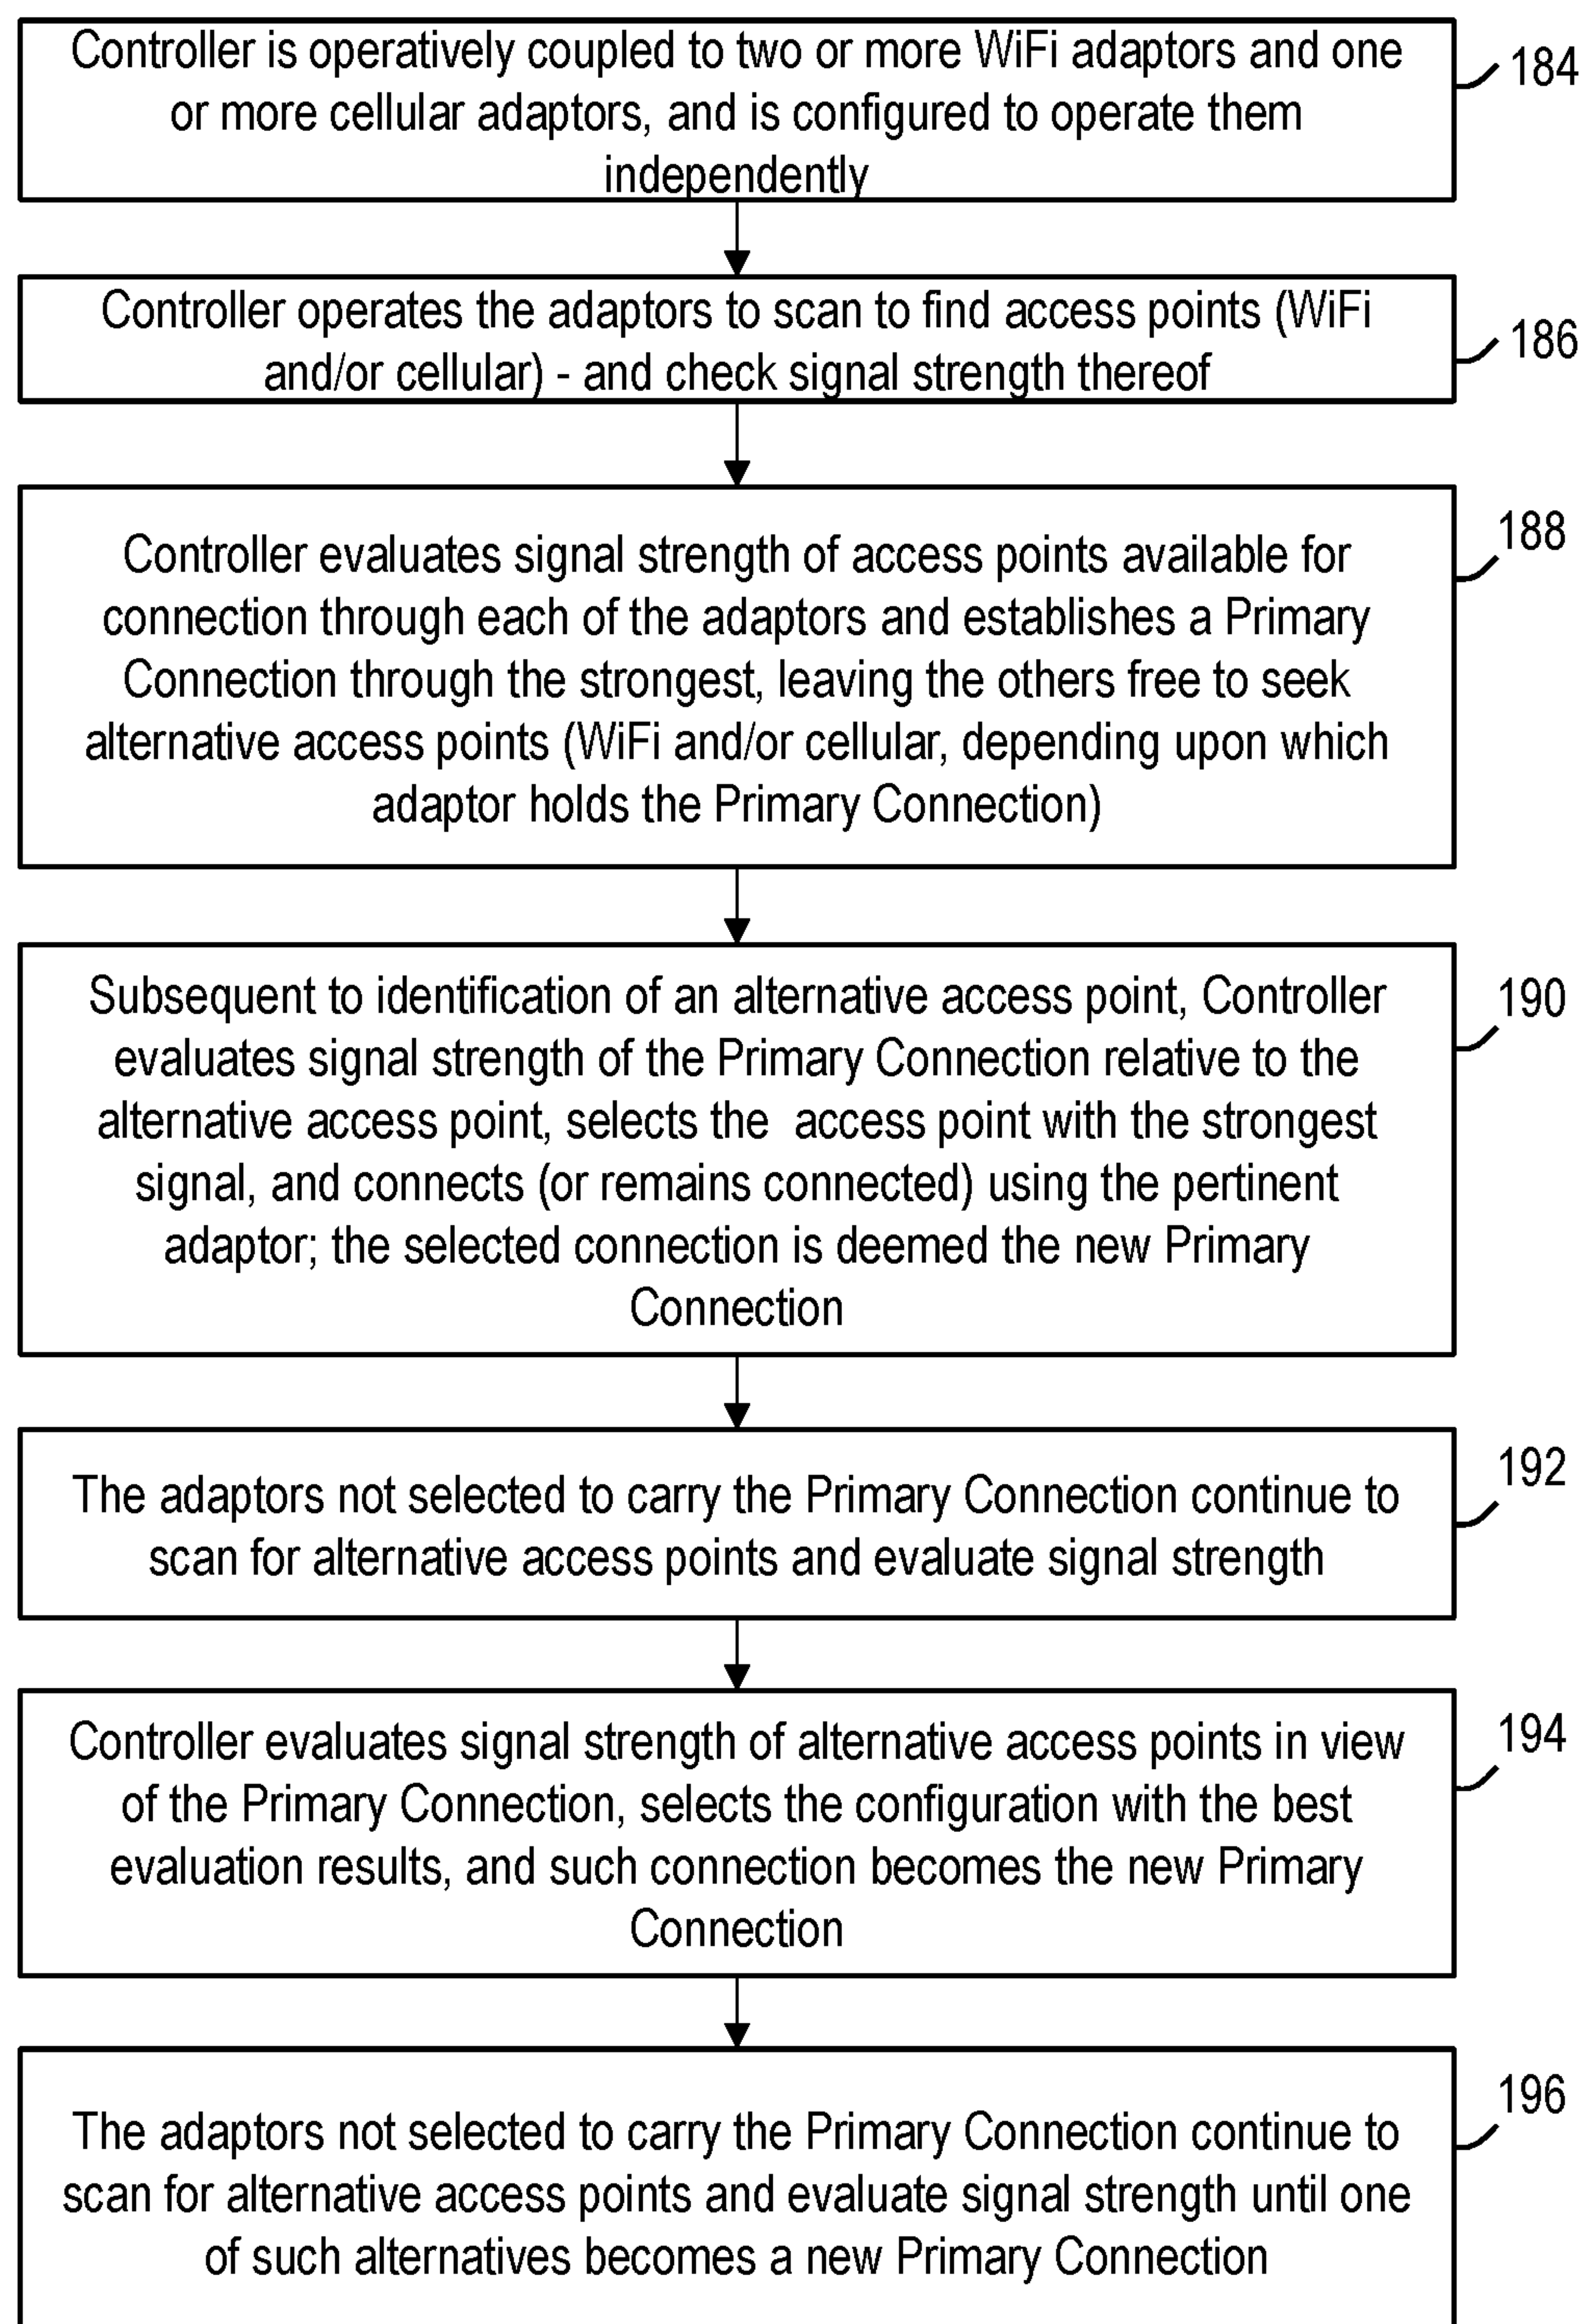 Controller is operatively coupled to two or more WiFi adaptors and one
or more cellular adaptors, and is configured to operate them
independently
184
Controller operates the adaptors to scan to find access points (WiFi
and/or cellular) - and check signal strength thereof
186
Controller evaluates signal strength of access points available for
connection through each of the adaptors and establishes a Primary
Connection through the strongest, leaving the others free to seek
alternative access points (WiFi and/or cellular, depending upon which
adaptor holds the Primary Connection)
188
Subsequent to identification of an alternative access point, Controller
evaluates signal strength of the Primary Connection relative to the
alternative access point, selects the  access point with the strongest
signal, and connects (or remains connected) using the pertinent
adaptor; the selected connection is deemed the new Primary
Connection
190
The adaptors not selected to carry the Primary Connection continue to
scan for alternative access points and evaluate signal strength
192
Controller evaluates signal strength of alternative access points in view
of the Primary Connection, selects the configuration with the best
evaluation results, and such connection becomes the new Primary
Connection
194
The adaptors not selected to carry the Primary Connection continue to
scan for alternative access points and evaluate signal strength until one
of such alternatives becomes a new Primary Connection
196